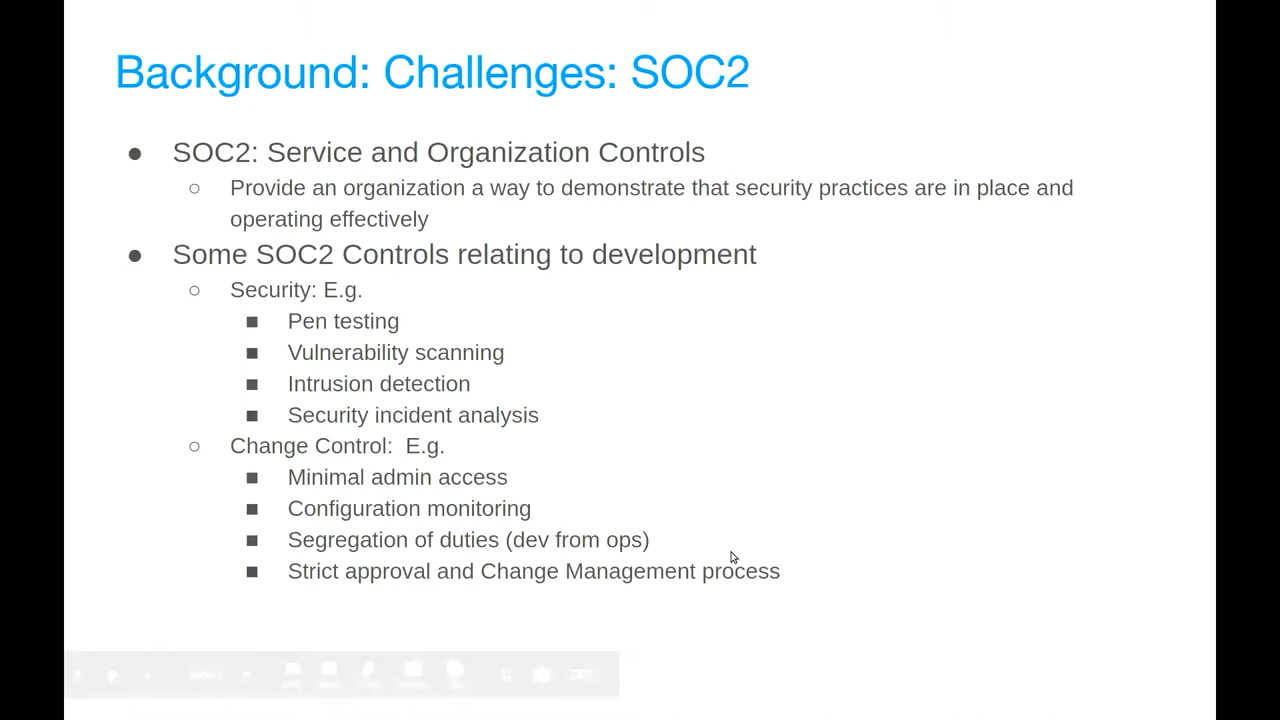 Background: Challenges: SOC2
● SOC2: Service and Organization Controls
○ Provide an organization a way to demonstrate that security practices are in place and
operating effectively
● Some SOC2 Controls relating to development
○ Security: E.g.
■ Pen testing
■ Vulnerability scanning
■ Intrusion detection
■ Security incident analysis
○ Change Control:  E.g.
■ Minimal admin access
■ Configuration monitoring
■ Segregation of duties (dev from ops)
■ Strict approval and Change Management process